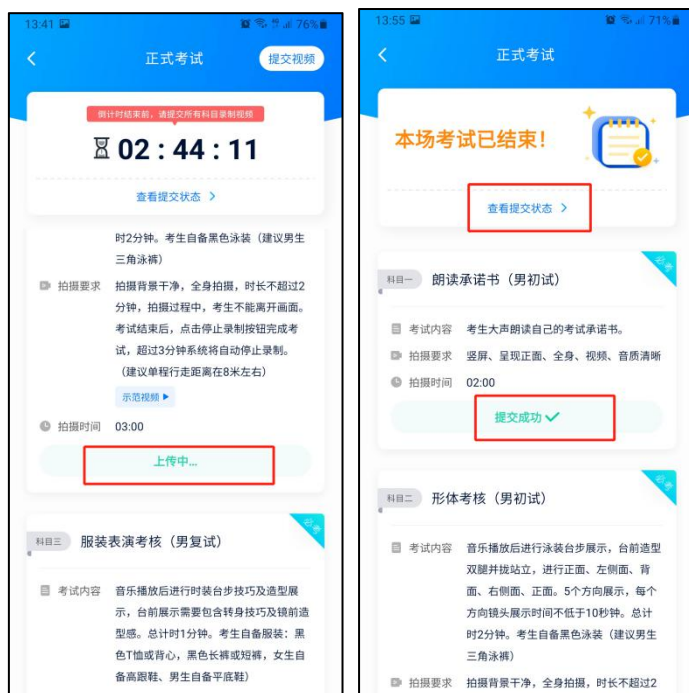 13:41
76%
正式考试
提交视频
倒计时结束前，请提交所有科目录制视频
02 : 44 : 11
查看提交状态 >
时2分钟。考生自备黑色泳装（建议男生
三角泳裤）
拍摄要求 拍摄背景干净，全身拍摄，时长不超过2
分钟，拍摄过程中，考生不能离开画面。
考试结束后，点击停止录制按钮完成考
试，超过3分钟系统将自动停止录制。
（建议单程行走距离在8米左右）
示范视频
拍摄时间 03:00
上传中...
必考
科目三 服装表演考核（男复试）
考试内容 音乐播放后进行时装台步技巧及造型展
示，台前展示需要包含转身技巧及镜前造
型感。总计时1分钟。考生自备服装：黑
色T恤或背心，黑色长裤或短裤，女生自
备高跟鞋、男生自备平底鞋）
13:55
71%
正式考试
本场考试已结束！
查看提交状态 >
必考
科目一 朗读承诺书（男初试）
考试内容 考生大声朗读自己的考试承诺书。
拍摄要求 竖屏、呈现正面、全身、视频、音质清晰
拍摄时间 02:00
提交成功
必考
科目二 形体考核（男初试）
考试内容 音乐播放后进行泳装台步展示，台前造型
双腿并拢站立，进行正面、左侧面、背
面、右侧面、正面。5个方向展示，每个
方向镜头展示时间不低于10秒钟。总计
时2分钟。考生自备黑色泳装（建议男生
三角泳裤）
拍摄要求 拍摄背景干净，全身拍摄，时长不超过2